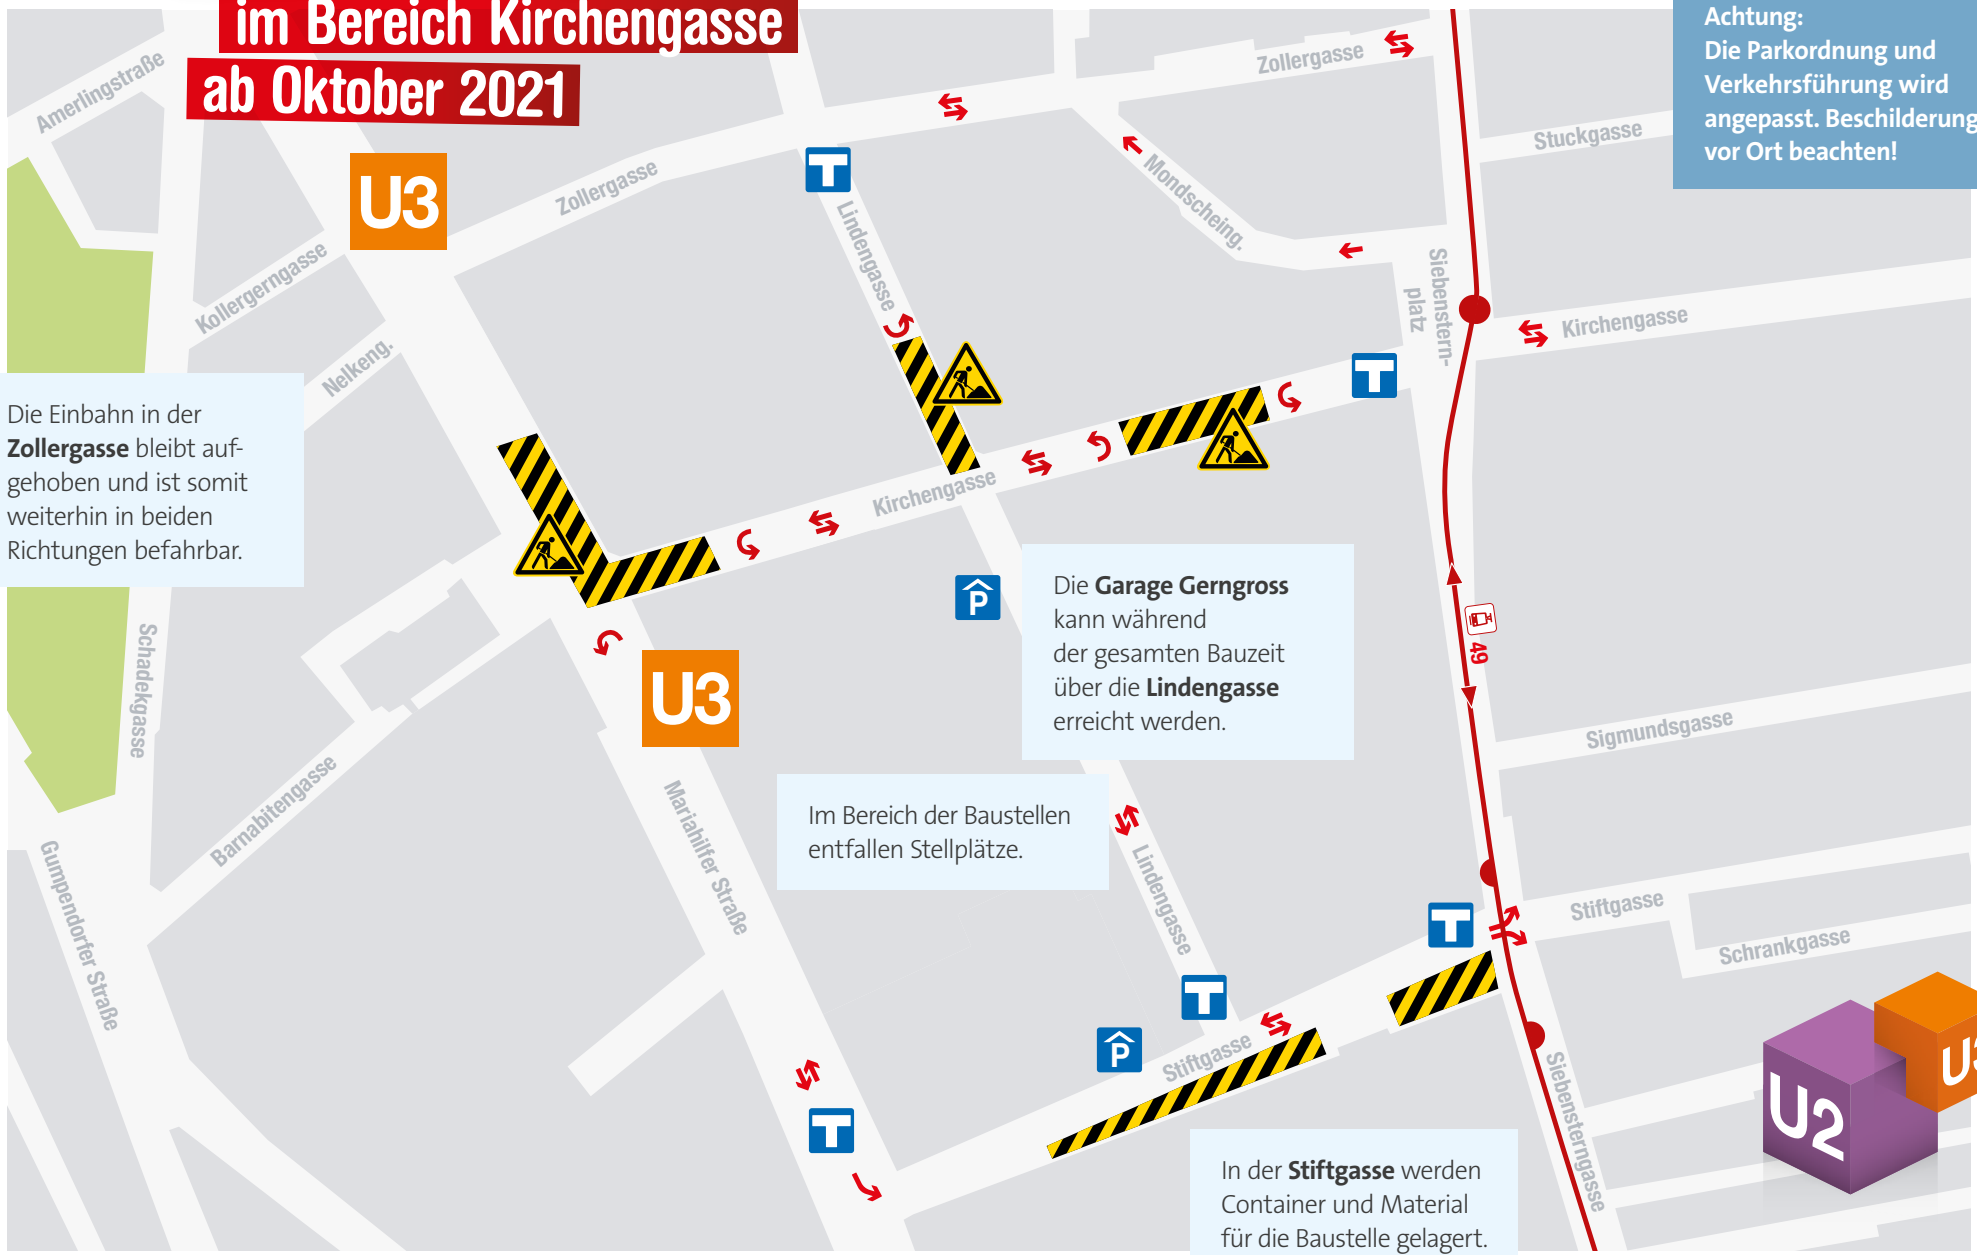 im Bereich Kirchengasse
ab Oktober 2021
Achtung:
Die Parkordnung und
Verkehrsführung wird
angepasst. Beschilderung
vor Ort beachten!
Amerlingstraße
Zollergasse
Stuckgasse
U3
Zollergasse
Lindengasse
Mondscheing.
Siebenstern-
platz
Kollergerngasse
Nelkeng.
Kirchengasse
Die Einbahn in der
Zollergasse bleibt auf-
gehoben und ist somit
weiterhin in beiden
Richtungen befahrbar.
Kirchengasse
P
Die Garage Gerngross
kann während
der gesamten Bauzeit
über die Lindengasse
erreicht werden.
49
Schadekgasse
U3
Sigmundsgasse
Barnabitengasse
Mariahilfer Straße
Im Bereich der Baustellen
entfallen Stellplätze.
Lindengasse
Gumpendorfer Straße
Stiftgasse
Schrankgasse
P
Stiftgasse
Siebensterngasse
U2
U3
In der Stiftgasse werden
Container und Material
für die Baustelle gelagert.